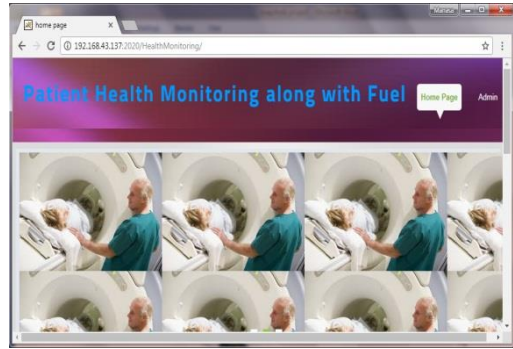 home page
192.168.43.137:2020/HealthMonitoring/
Patient Health Monitoring along with Fuel
Home Page
Admin